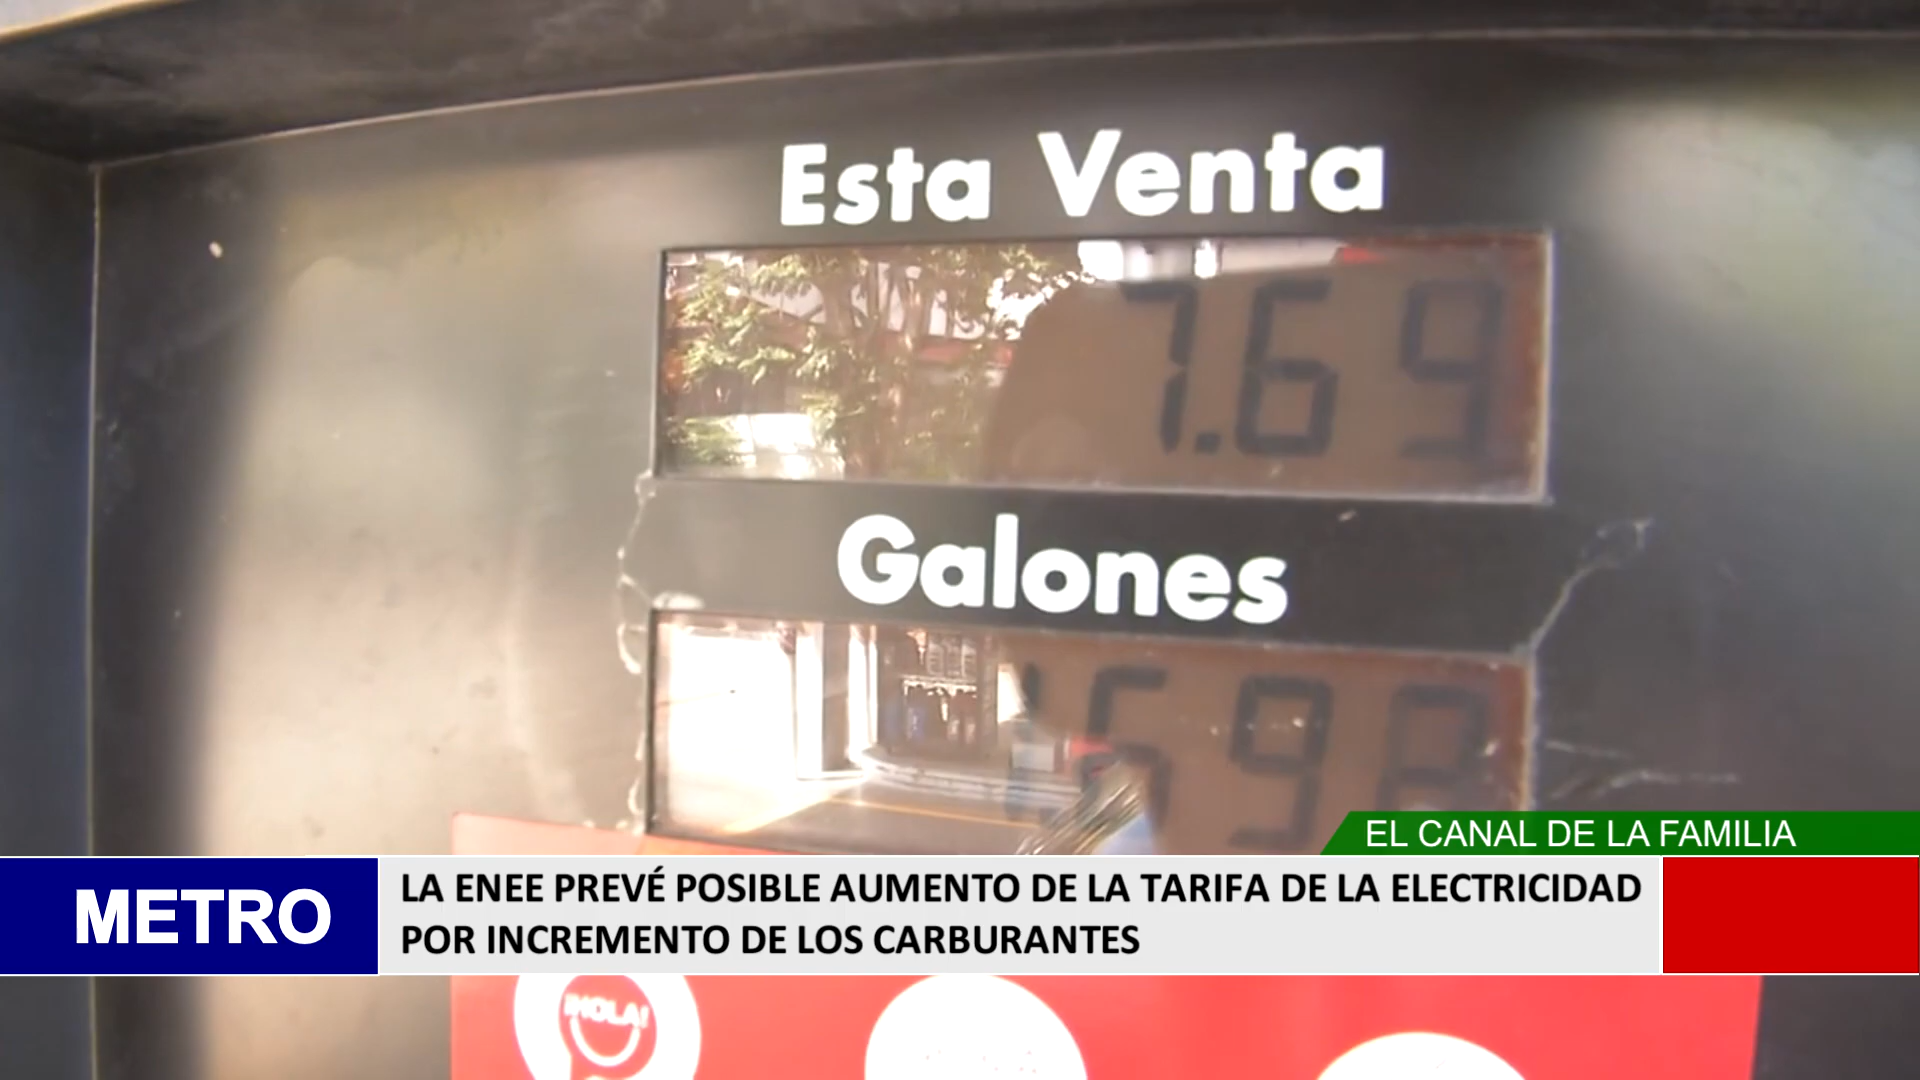 Esta Venta
7.69
Galones
EL CANAL DE LA FAMILIA
METRO
LA ENEE PREVÉ POSIBLE AUMENTO DE LA TARIFA DE LA ELECTRICIDAD
POR INCREMENTO DE LOS CARBURANTES
¡HOLA!